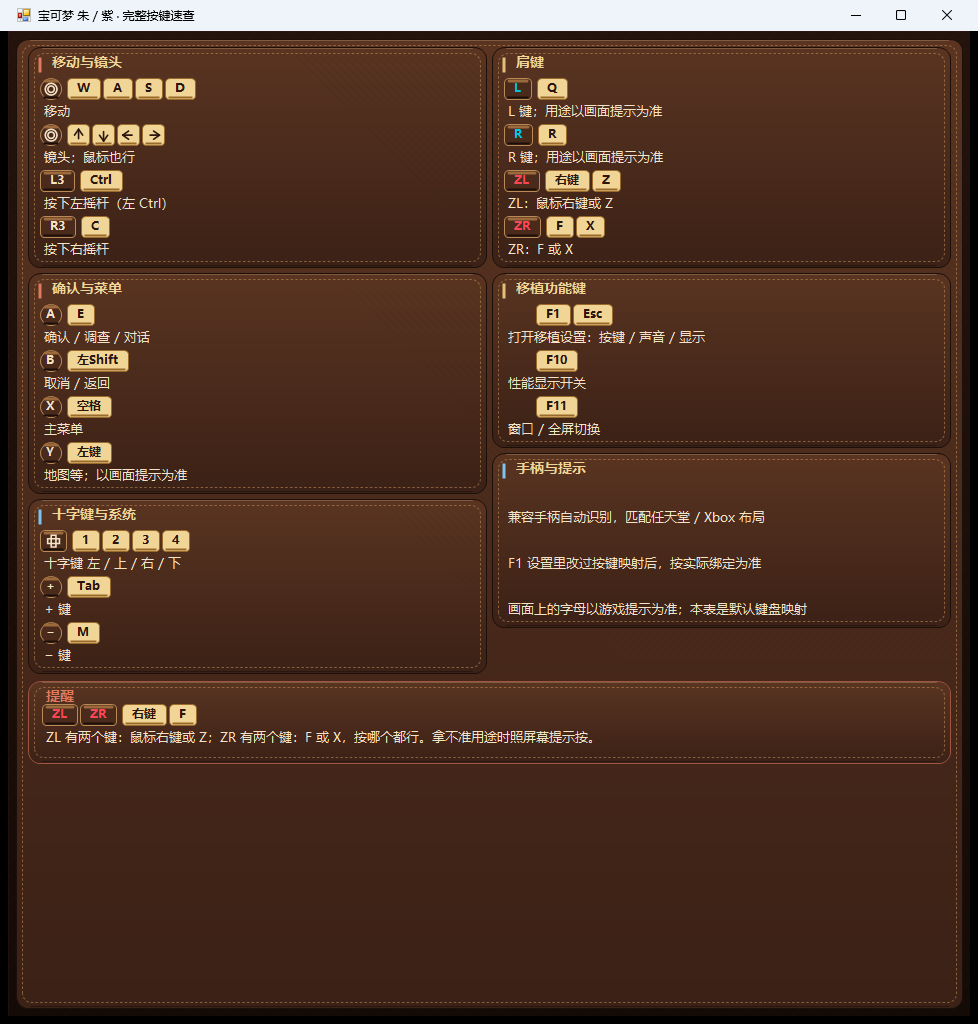 宝可梦 朱 / 紫 · 完整按键速查
移动与镜头
W A S D
移动
↑ ↓ ← →
镜头；鼠标也行
L3 Ctrl
按下左摇杆（左 Ctrl）
R3 C
按下右摇杆
确认与菜单
A E
确认 / 调查 / 对话
B 左Shift
取消 / 返回
X 空格
主菜单
Y 左键
地图等；以画面提示为准
十字键与系统
1 2 3 4
十字键 左 / 上 / 右 / 下
+ Tab
+ 键
− M
− 键
肩键
L Q
L 键；用途以画面提示为准
R R
R 键；用途以画面提示为准
ZL 右键 Z
ZL：鼠标右键或 Z
ZR F X
ZR：F 或 X
移植功能键
F1 Esc
打开移植设置：按键 / 声音 / 显示
F10
性能显示开关
F11
窗口 / 全屏切换
手柄与提示
兼容手柄自动识别，匹配任天堂 / Xbox 布局
F1 设置里改过按键映射后，按实际绑定为准
画面上的字母以游戏提示为准；本表是默认键盘映射
提醒
ZL ZR 右键 F
ZL 有两个键：鼠标右键或 Z；ZR 有两个键：F 或 X，按哪个都行。拿不准用途时照屏幕提示按。